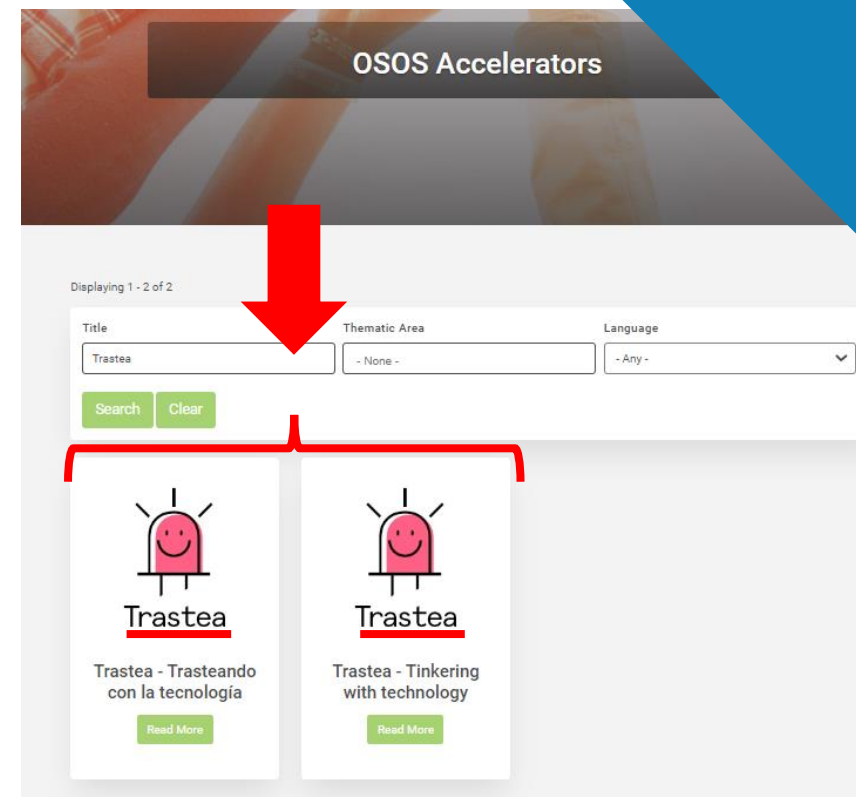 OSOS Accelerators
Displaying 1 - 2 of 2
Title
Thematic Area
Language
Trastea
- None -
- Any -
Search
Clear
Trastea
Trastea
Trastea - Trasteando
con la tecnología
Trastea - Tinkering
with technology
Read More
Read More